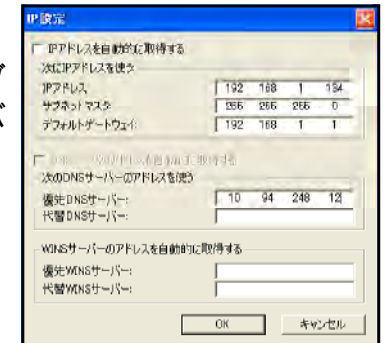 IP設定
IPアドレスを自動的に取得する
次にIPアドレスを使う
IPアドレス 192 168 1 194
サブネットマスク: 255 255 255 0
デフォルトゲートウェイ: 192 168 1 1
次のDNSサーバーのアドレスを使う
優先DNSサーバー: 10 94 248 12
代替DNSサーバー:
WINSサーバーのアドレスを自動的に取得する
優先WINSサーバー:
代替WINSサーバー:
OK キャンセル